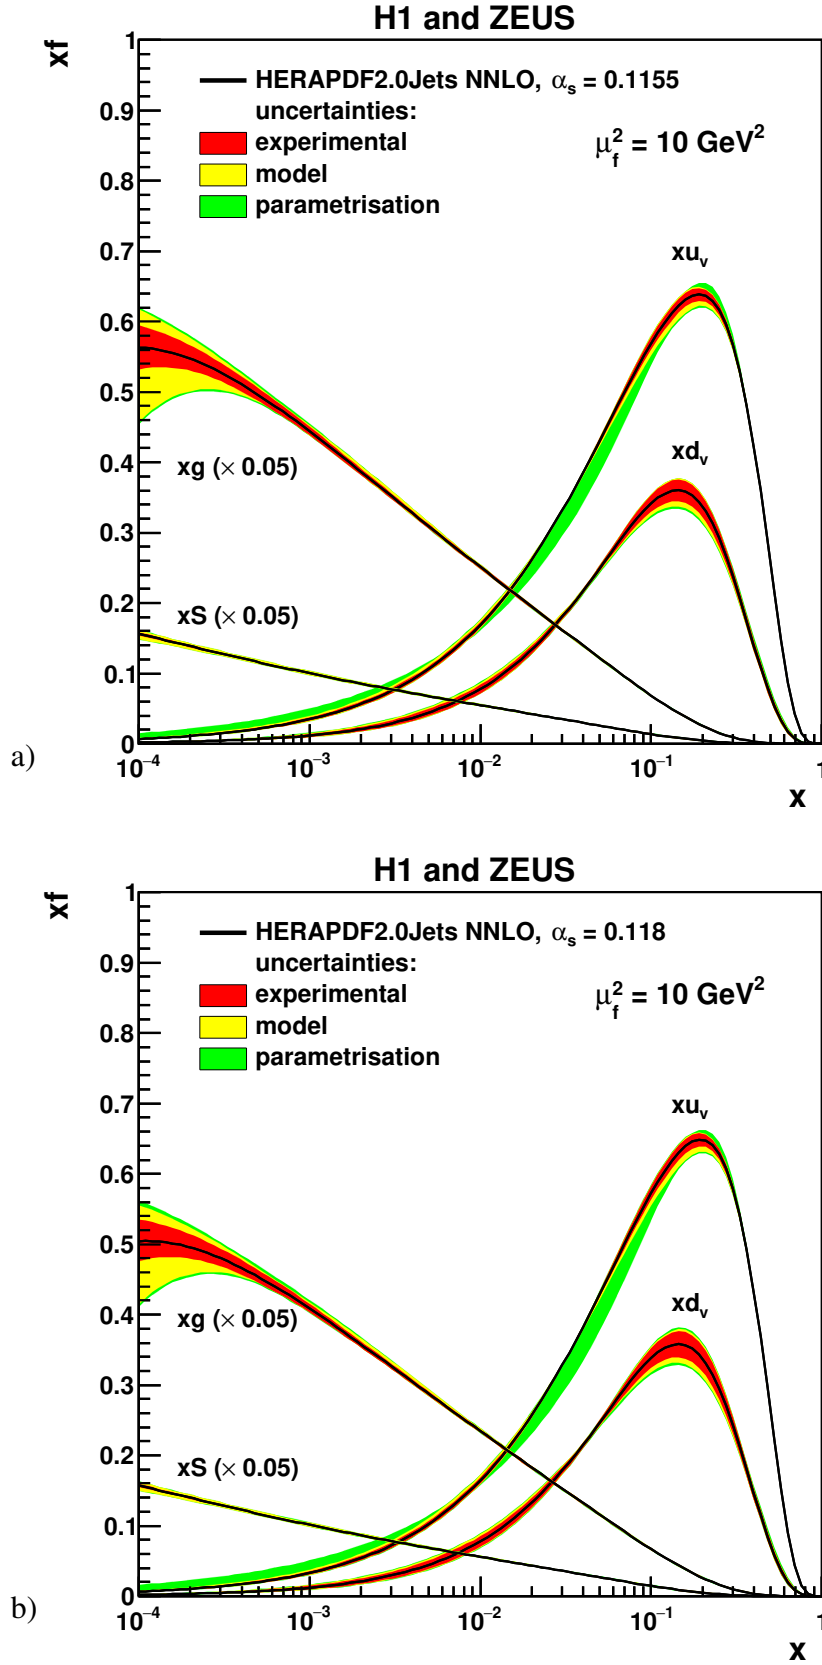 H1 and ZEUS
xf
1
HERAPDF2.0Jets NNLO, αs = 0.1155
uncertainties:
experimental
model
parametrisation
μf² = 10 GeV²
0.9
0.8
0.7
0.6
0.5
0.4
0.3
0.2
0.1
0
xuv
xdv
xg (× 0.05)
xS (× 0.05)
10⁻⁴ 10⁻³ 10⁻² 10⁻¹ 1
x
a)
H1 and ZEUS
xf
1
HERAPDF2.0Jets NNLO, αs = 0.118
uncertainties:
experimental
model
parametrisation
μf² = 10 GeV²
0.9
0.8
0.7
0.6
0.5
0.4
0.3
0.2
0.1
0
xuv
xdv
xg (× 0.05)
xS (× 0.05)
10⁻⁴ 10⁻³ 10⁻² 10⁻¹ 1
x
b)